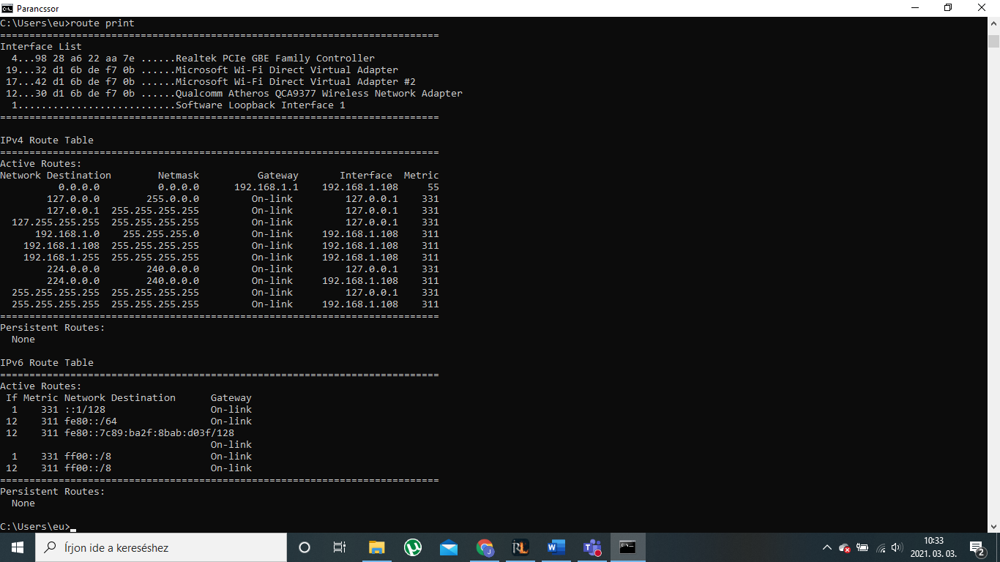 Parancssor
C:\Users\eu>route print
===========================================================================
Interface List
  4...98 28 a6 22 aa 7e ......Realtek PCIe GBE Family Controller
 19...32 d1 6b de f7 0b ......Microsoft Wi-Fi Direct Virtual Adapter
 17...42 d1 6b de f7 0b ......Microsoft Wi-Fi Direct Virtual Adapter #2
 12...30 d1 6b de f7 0b ......Qualcomm Atheros QCA9377 Wireless Network Adapter
  1...........................Software Loopback Interface 1
===========================================================================
IPv4 Route Table
===========================================================================
Active Routes:
Network Destination        Netmask          Gateway       Interface  Metric
          0.0.0.0          0.0.0.0      192.168.1.1    192.168.1.108     55
        127.0.0.0        255.0.0.0         On-link         127.0.0.1    331
        127.0.0.1  255.255.255.255         On-link         127.0.0.1    331
  127.255.255.255  255.255.255.255         On-link         127.0.0.1    331
      192.168.1.0    255.255.255.0         On-link     192.168.1.108    311
    192.168.1.108  255.255.255.255         On-link     192.168.1.108    311
    192.168.1.255  255.255.255.255         On-link     192.168.1.108    311
        224.0.0.0        240.0.0.0         On-link         127.0.0.1    331
        224.0.0.0        240.0.0.0         On-link     192.168.1.108    311
  255.255.255.255  255.255.255.255         On-link         127.0.0.1    331
  255.255.255.255  255.255.255.255         On-link     192.168.1.108    311
===========================================================================
Persistent Routes:
  None
IPv6 Route Table
===========================================================================
Active Routes:
 If Metric Network Destination      Gateway
  1    331 ::1/128                  On-link
 12    311 fe80::/64                On-link
 12    311 fe80::7c89:ba2f:8bab:d03f/128
                                    On-link
  1    331 ff00::/8                 On-link
 12    311 ff00::/8                 On-link
===========================================================================
Persistent Routes:
  None
C:\Users\eu>
Írjon ide a kereséshez
10:33
2021. 03. 03.
2